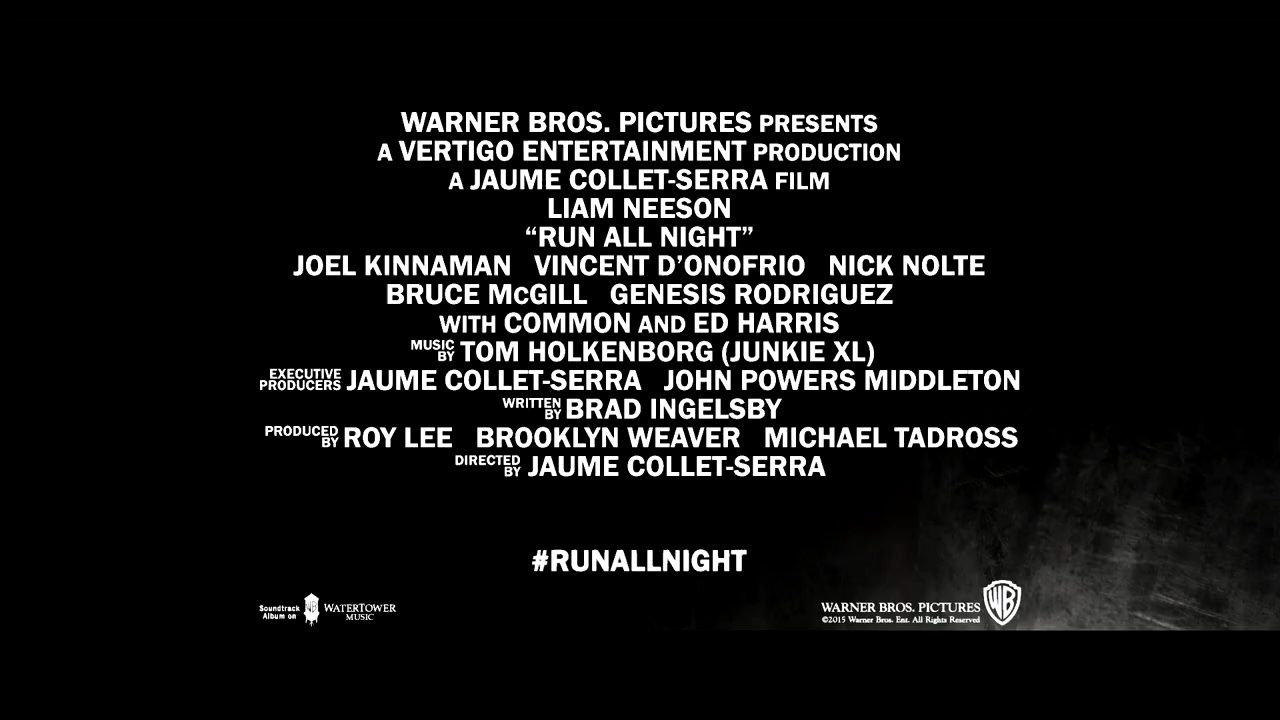 WARNER BROS. PICTURES PRESENTS
A VERTIGO ENTERTAINMENT PRODUCTION
A JAUME COLLET-SERRA FILM
LIAM NEESON
“RUN ALL NIGHT”
JOEL KINNAMAN VINCENT D’ONOFRIO NICK NOLTE
BRUCE McGILL GENESIS RODRIGUEZ
WITH COMMON AND ED HARRIS
MUSIC BY TOM HOLKENBORG (JUNKIE XL)
EXECUTIVE PRODUCERS JAUME COLLET-SERRA JOHN POWERS MIDDLETON
WRITTEN BY BRAD INGELSBY
PRODUCED BY ROY LEE BROOKLYN WEAVER MICHAEL TADROSS
DIRECTED BY JAUME COLLET-SERRA
#RUNALLNIGHT
Soundtrack
Album on
WB
WATERTOWER
MUSIC
WARNER BROS. PICTURES
©2015 Warner Bros. Ent. All Rights Reserved
WB